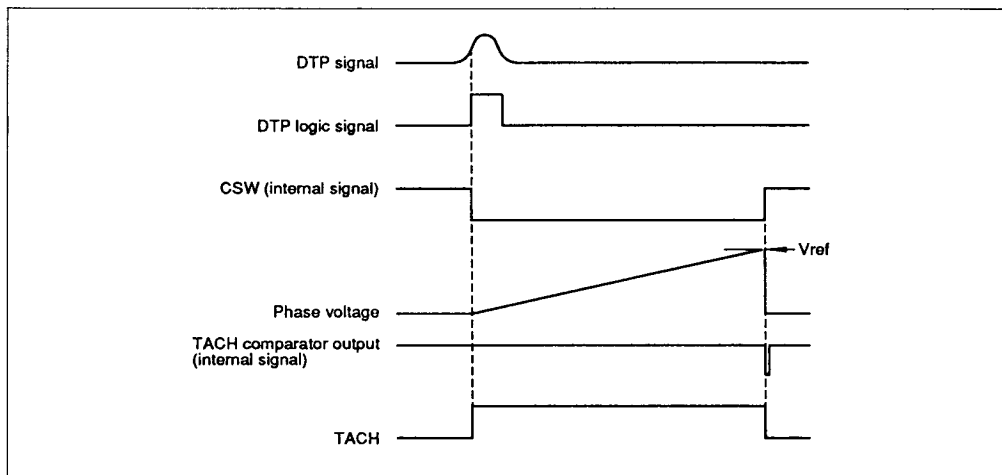 DTP signal
DTP logic signal
CSW (internal signal)
Vref
Phase voltage
TACH comparator output
(internal signal)
TACH